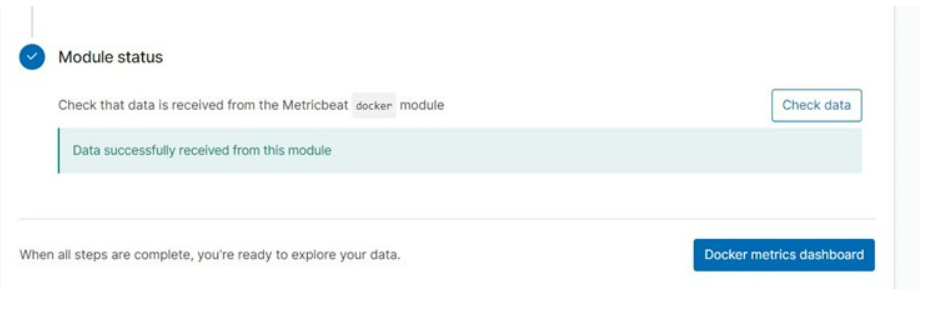 Module status
Check that data is received from the Metricbeat docker module
Check data
Data successfully received from this module
When all steps are complete, you're ready to explore your data.
Docker metrics dashboard